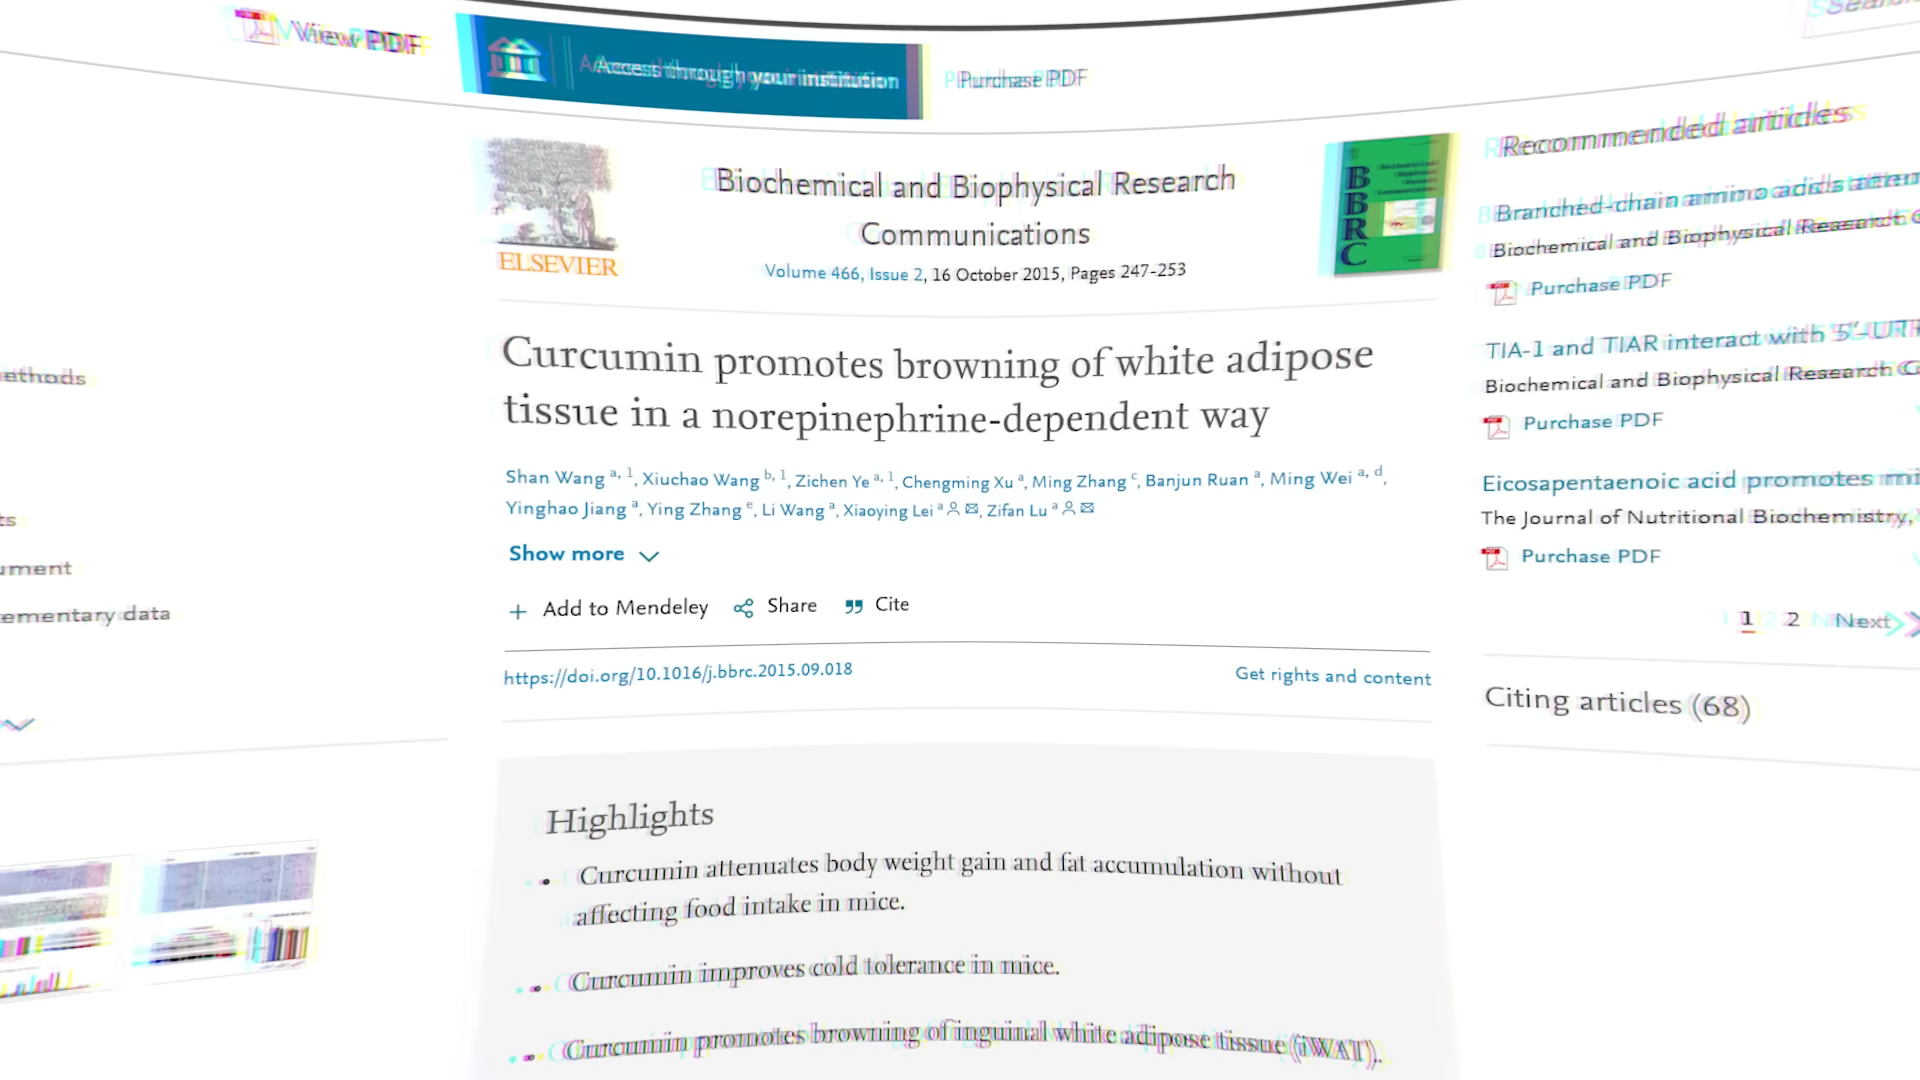 View PDF
Access through your institution
Purchase PDF
ELSEVIER
Biochemical and Biophysical Research
Communications
Volume 466, Issue 2, 16 October 2015, Pages 247-253
BBRC
Curcumin promotes browning of white adipose
tissue in a norepinephrine-dependent way
Shan Wang a, 1, Xiuchao Wang b, 1, Zichen Ye a, 1, Chengming Xu a, Ming Zhang c, Banjun Ruan a, Ming Wei a, d,
Yinghao Jiang a, Ying Zhang e, Li Wang a, Xiaoying Lei a, Zifan Lu a
Show more
Add to Mendeley Share Cite
https://doi.org/10.1016/j.bbrc.2015.09.018
Get rights and content
Highlights
• Curcumin attenuates body weight gain and fat accumulation without
affecting food intake in mice.
• Curcumin improves cold tolerance in mice.
• Curcumin promotes browning of inguinal white adipose tissue (iWAT).
ethods
ts
ument
ementary data
Recommended articles
Branched-chain amino acids
Biochemical and Biophysical Research
Purchase PDF
TIA-1 and TIAR interact with 5′-UTR
Biochemical and Biophysical Research C
Purchase PDF
Eicosapentaenoic acid promotes mi
The Journal of Nutritional Biochemistry,
Purchase PDF
1 2 Next
Citing articles (68)